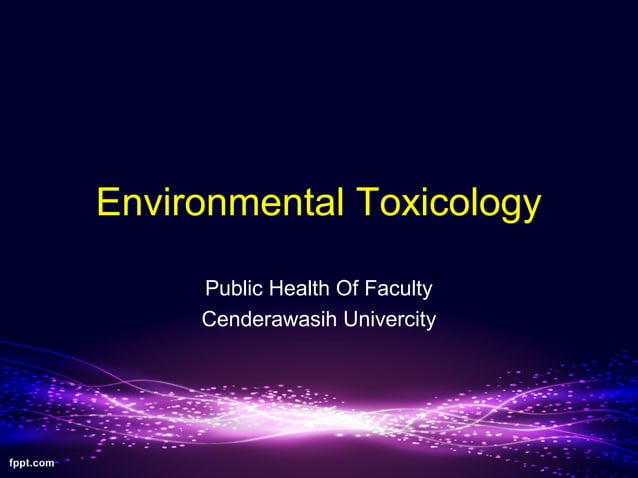 Environmental Toxicology
Public Health Of Faculty
Cenderawasih Univercity
fppt.com